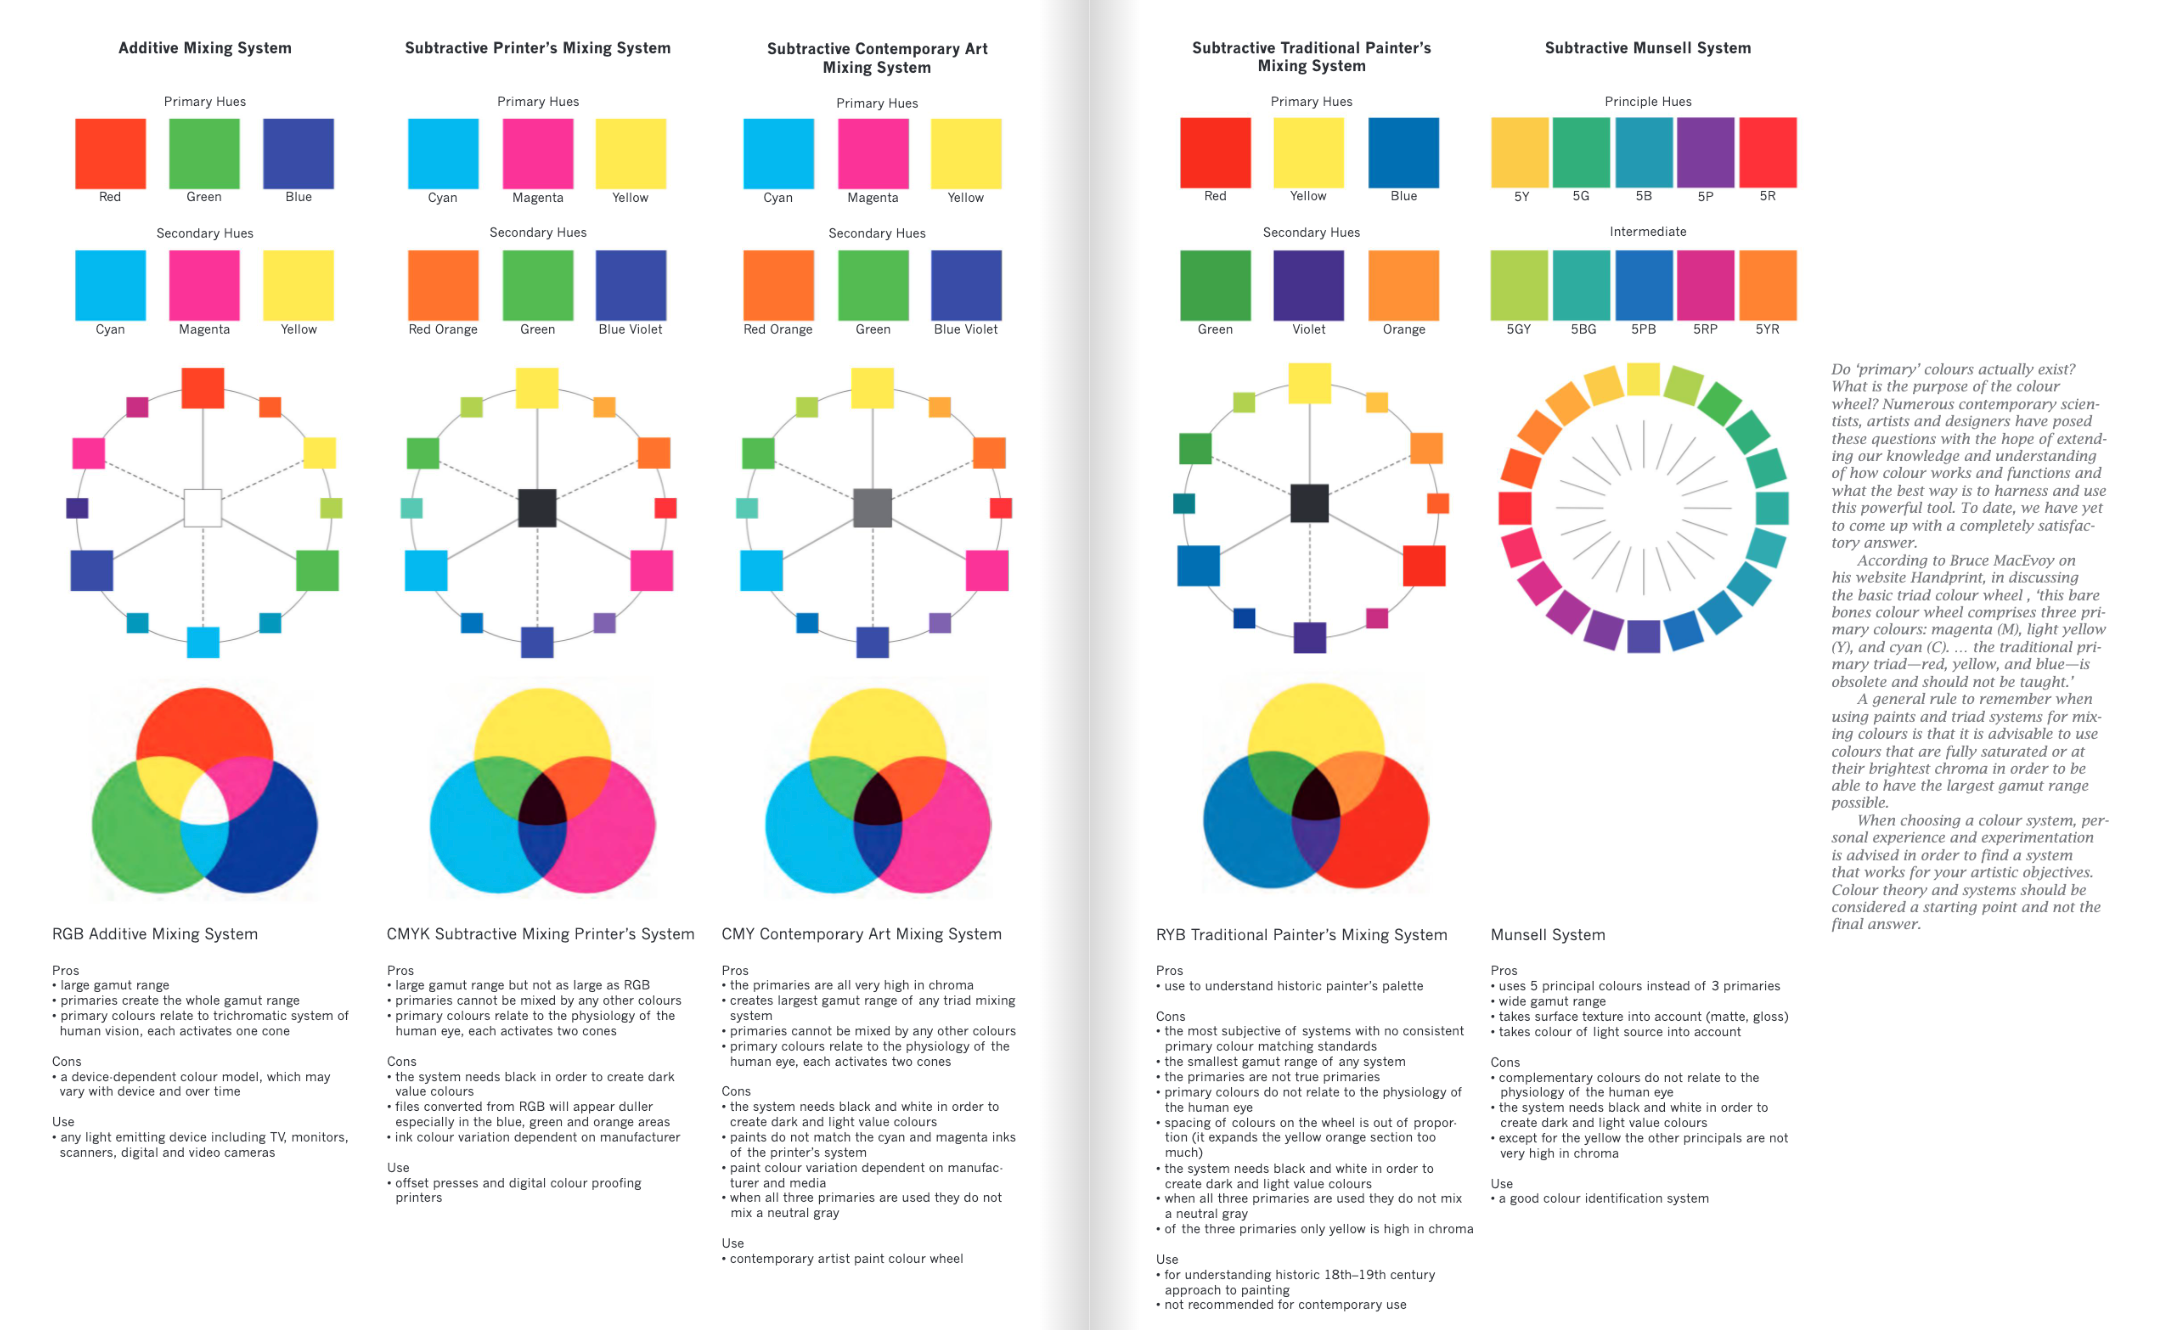 Additive Mixing System
Primary Hues
Red
Green
Blue
Secondary Hues
Cyan
Magenta
Yellow
RGB Additive Mixing System
Pros
• large gamut range
• primaries create the whole gamut range
• primary colours relate to trichromatic system of
human vision, each activates one cone
Cons
• a device-dependent colour model, which may
vary with device and over time
Use
• any light emitting device including TV, monitors,
scanners, digital and video cameras
Subtractive Printer's Mixing System
Primary Hues
Cyan
Magenta
Yellow
Secondary Hues
Red Orange
Green
Blue Violet
CMYK Subtractive Mixing Printer's System
Pros
• large gamut range but not as large as RGB
• primaries cannot be mixed by any other colours
• primary colours relate to the physiology of the
human eye, each activates two cones
Cons
• the system needs black in order to create dark
value colours
• files converted from RGB will appear duller
especially in the blue, green and orange areas
• ink colour variation dependent on manufacturer
Use
• offset presses and digital colour proofing
printers
Subtractive Contemporary Art
Mixing System
Primary Hues
Cyan
Magenta
Yellow
Secondary Hues
Red Orange
Green
Blue Violet
CMY Contemporary Art Mixing System
Pros
• the primaries are all very high in chroma
• creates largest gamut range of any triad mixing
system
• primaries cannot be mixed by any other colours
• primary colours relate to the physiology of the
human eye, each activates two cones
Cons
• the system needs black and white in order to
create dark and light value colours
• paints do not match the cyan and magenta inks
of the printer's system
• paint colour variation dependent on manufac-
turer and media
• when all three primaries are used they do not
mix a neutral gray
Use
• contemporary artist paint colour wheel
Subtractive Traditional Painter's
Mixing System
Primary Hues
Red
Yellow
Blue
Secondary Hues
Green
Violet
Orange
RYB Traditional Painter's Mixing System
Pros
• use to understand historic painter's palette
Cons
• the most subjective of systems with no consistent
primary colour matching standards
• the smallest gamut range of any system
• the primaries are not true primaries
• primary colours do not relate to the physiology of
the human eye
• spacing of colours on the wheel is out of propor-
tion (it expands the yellow orange section too
much)
• the system needs black and white in order to
create dark and light value colours
• when all three primaries are used they do not mix
a neutral gray
• of the three primaries only yellow is high in chroma
Use
• for understanding historic 18th–19th century
approach to painting
• not recommended for contemporary use
Subtractive Munsell System
Principle Hues
5Y
5G
5B
5P
5R
Intermediate
5GY
5BG
5PB
5RP
5YR
Munsell System
Pros
• uses 5 principal colours instead of 3 primaries
• wide gamut range
• takes surface texture into account (matte, gloss)
• takes colour of light source into account
Cons
• complementary colours do not relate to the
physiology of the human eye
• the system needs black and white in order to
create dark and light value colours
• except for the yellow the other principals are not
very high in chroma
Use
• a good colour identification system
Do ‘primary’ colours actually exist?
What is the purpose of the colour
wheel? Numerous contemporary scien-
tists, artists and designers have posed
these questions with the hope of extend-
ing our knowledge and understanding
of how colour works and functions and
what the best way is to harness and use
this powerful tool. To date, we have yet
to come up with a completely satisfac-
tory answer.
According to Bruce MacEvoy on
his website Handprint, in discussing
the basic triad colour wheel , ‘this bare
bones colour wheel comprises three pri-
mary colours: magenta (M), light yellow
(Y), and cyan (C). … the traditional pri-
mary triad—red, yellow, and blue—is
obsolete and should not be taught.’
A general rule to remember when
using paints and triad systems for mix-
ing colours is that it is advisable to use
colours that are fully saturated or at
their brightest chroma in order to be
able to have the largest gamut range
possible.
When choosing a colour system, per-
sonal experience and experimentation
is advised in order to find a system
that works for your artistic objectives.
Colour theory and systems should be
considered a starting point and not the
final answer.